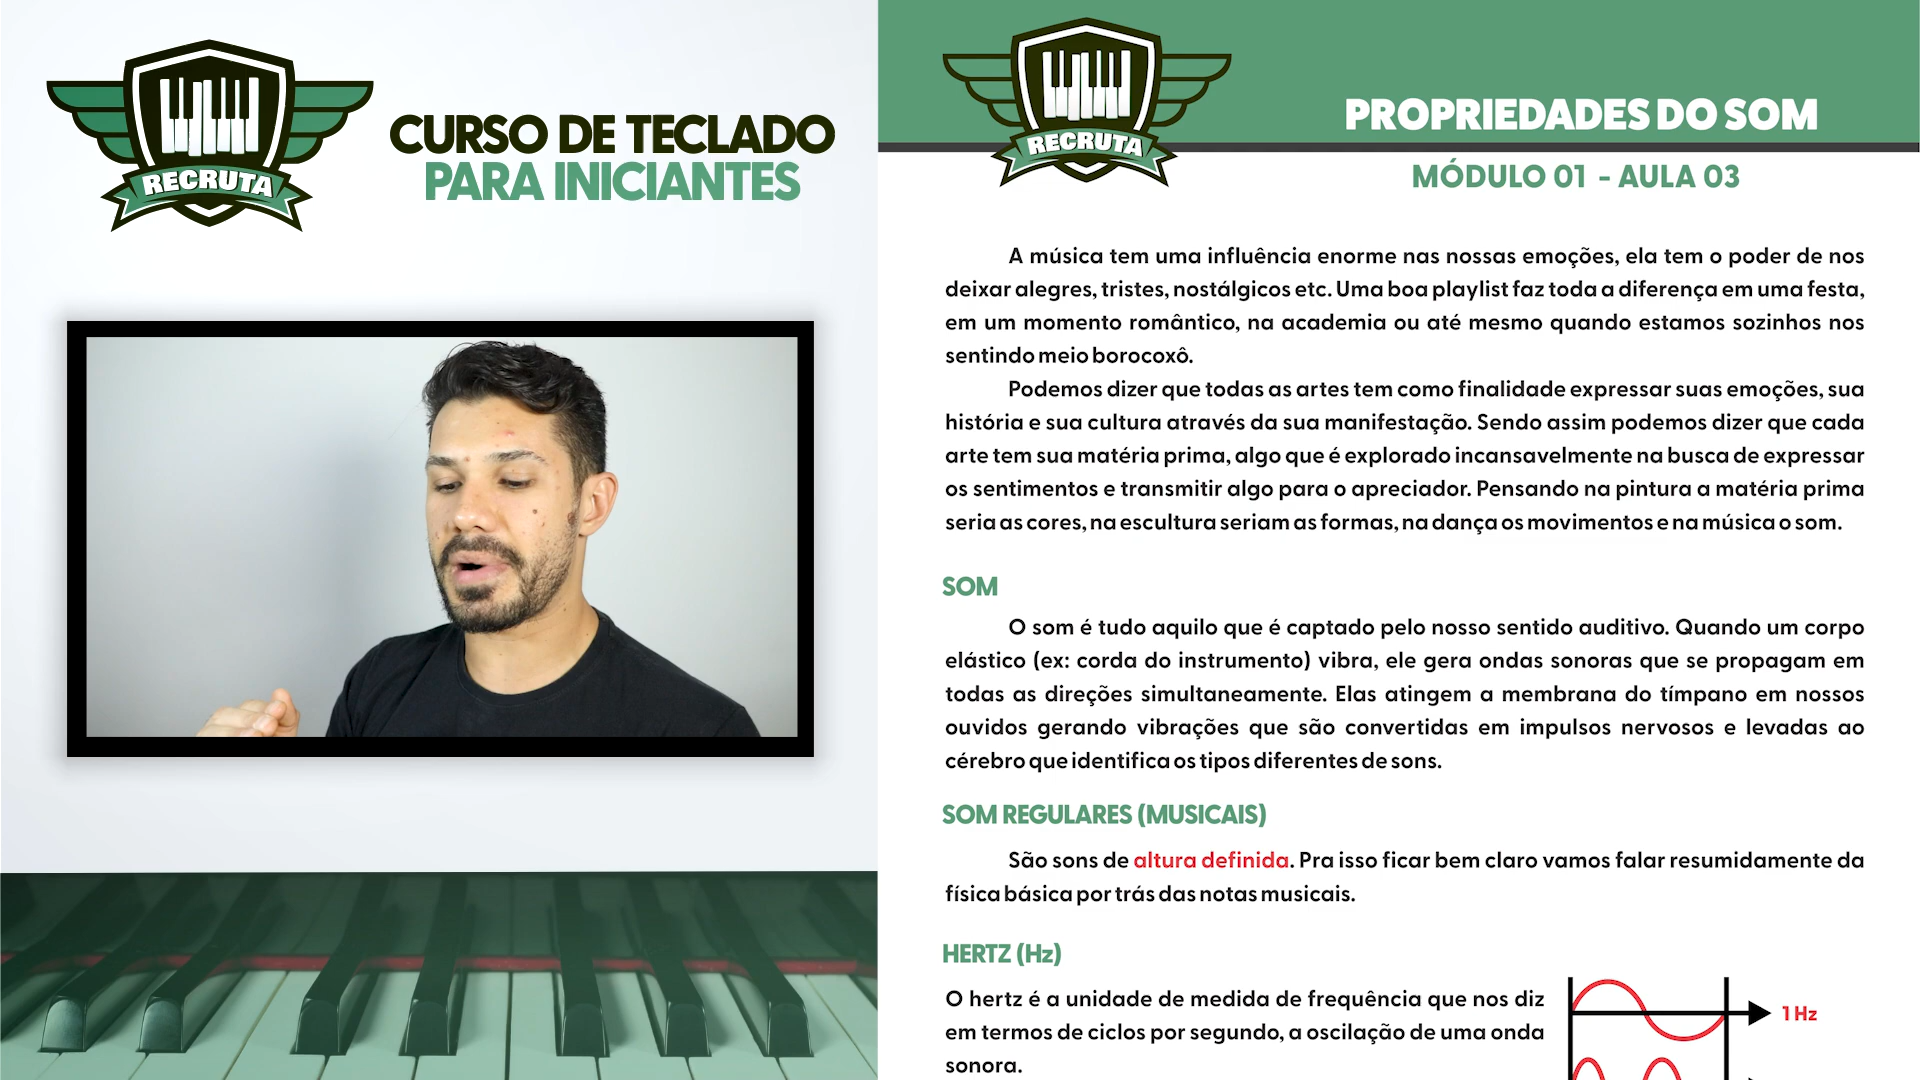 RECRUTA
CURSO DE TECLADO
PARA INICIANTES
RECRUTA
PROPRIEDADES DO SOM
MÓDULO 01 - AULA 03
A música tem uma influência enorme nas nossas emoções, ela tem o poder de nos
deixar alegres, tristes, nostálgicos etc. Uma boa playlist faz toda a diferença em uma festa,
em um momento romântico, na academia ou até mesmo quando estamos sozinhos nos
sentindo meio borocoxô.
Podemos dizer que todas as artes tem como finalidade expressar suas emoções, sua
história e sua cultura através da sua manifestação. Sendo assim podemos dizer que cada
arte tem sua matéria prima, algo que é explorado incansavelmente na busca de expressar
os sentimentos e transmitir algo para o apreciador. Pensando na pintura a matéria prima
seria as cores, na escultura seriam as formas, na dança os movimentos e na música o som.
SOM
O som é tudo aquilo que é captado pelo nosso sentido auditivo. Quando um corpo
elástico (ex: corda do instrumento) vibra, ele gera ondas sonoras que se propagam em
todas as direções simultaneamente. Elas atingem a membrana do tímpano em nossos
ouvidos gerando vibrações que são convertidas em impulsos nervosos e levadas ao
cérebro que identifica os tipos diferentes de sons.
SOM REGULARES (MUSICAIS)
São sons de altura definida. Pra isso ficar bem claro vamos falar resumidamente da
física básica por trás das notas musicais.
HERTZ (Hz)
O hertz é a unidade de medida de frequência que nos diz
em termos de ciclos por segundo, a oscilação de uma onda
sonora.
1 Hz